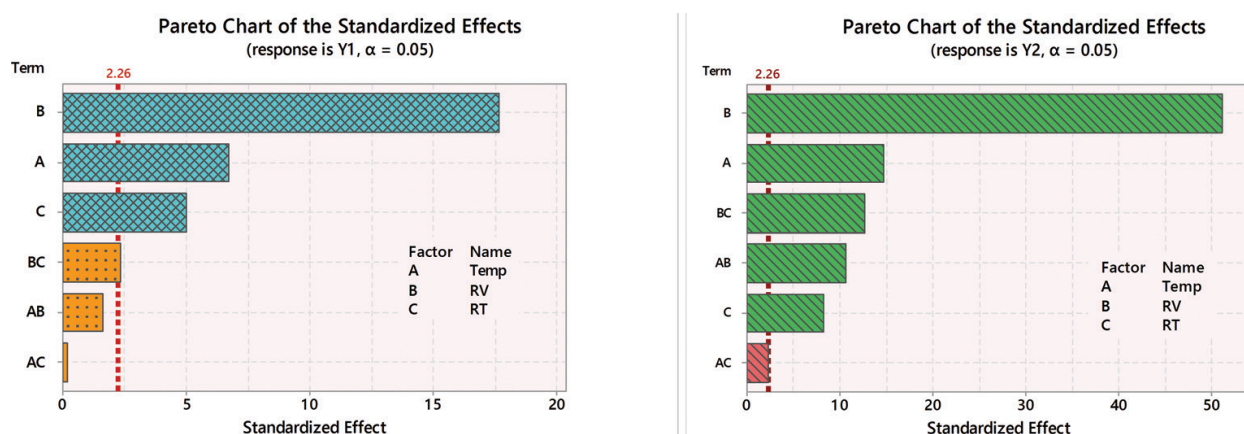 Pareto Chart of the Standardized Effects
(response is Y1, α = 0.05)
Term
2.26
B
A
C
BC
AB
AC
Factor Name
A Temp
B RV
C RT
0 5 10 15 20
Standardized Effect
Pareto Chart of the Standardized Effects
(response is Y2, α = 0.05)
Term
2.26
B
A
BC
AB
C
AC
Factor Name
A Temp
B RV
C RT
0 10 20 30 40 50
Standardized Effect